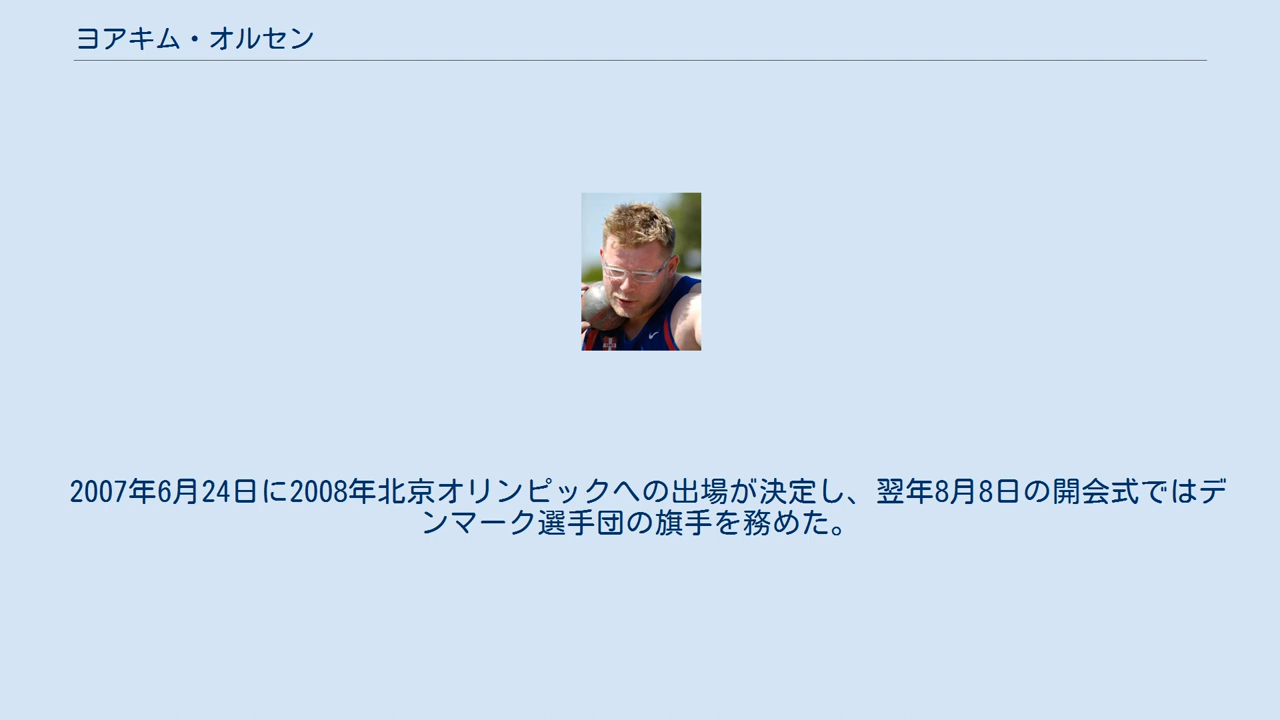 ヨアキム・オルセン
2007年6月24日に2008年北京オリンピックへの出場が決定し、翌年8月8日の開会式ではデ
ンマーク選手団の旗手を務めた。